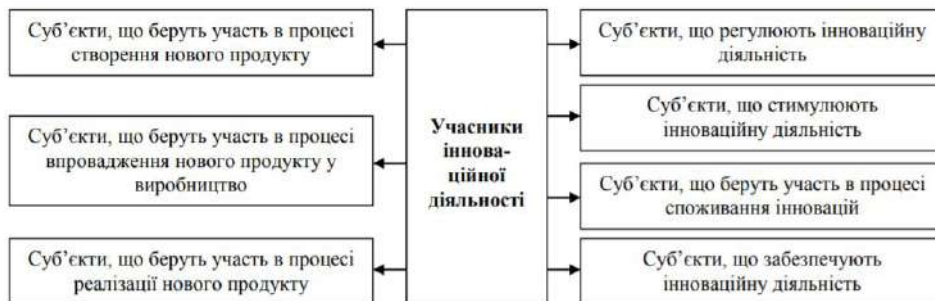 Суб’єкти, що беруть участь в процесі
створення нового продукту
Суб’єкти, що беруть участь в процесі
впровадження нового продукту у
виробництво
Суб’єкти, що беруть участь в процесі
реалізації нового продукту
Учасники
іннова-
ційної
діяльності
Суб’єкти, що регулюють інноваційну
діяльність
Суб’єкти, що стимулюють
інноваційну діяльність
Суб’єкти, що беруть участь в процесі
споживання інновацій
Суб’єкти, що забезпечують
інноваційну діяльність